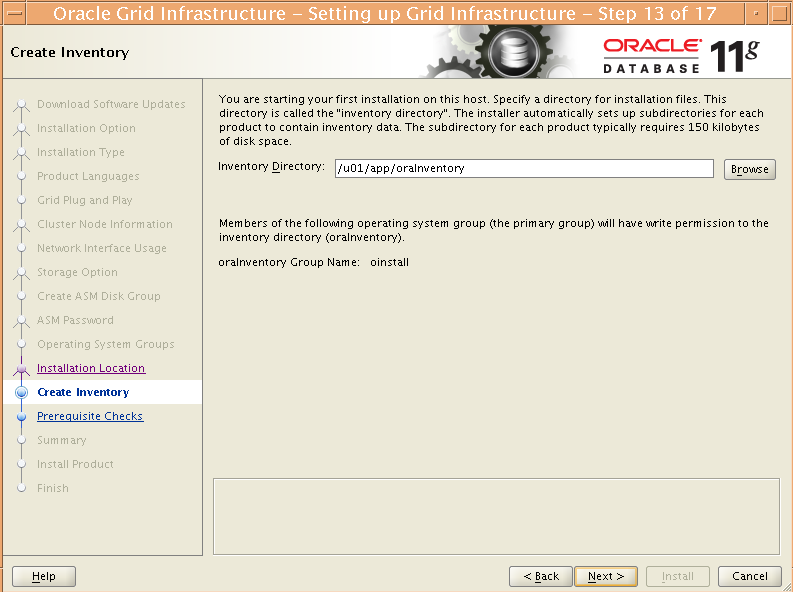 Oracle Grid Infrastructure – Setting up Grid Infrastructure – Step 13 of 17
Create Inventory
ORACLE
DATABASE
11g
Download Software Updates
Installation Option
Installation Type
Product Languages
Grid Plug and Play
Cluster Node Information
Network Interface Usage
Storage Option
Create ASM Disk Group
ASM Password
Operating System Groups
Installation Location
Create Inventory
Prerequisite Checks
Summary
Install Product
Finish
You are starting your first installation on this host. Specify a directory for installation files. This
directory is called the "inventory directory". The installer automatically sets up subdirectories for each
product to contain inventory data. The subdirectory for each product typically requires 150 kilobytes
of disk space.
Inventory Directory: /u01/app/oraInventory Browse
Members of the following operating system group (the primary group) will have write permission to the
inventory directory (oraInventory).
oraInventory Group Name: oinstall
Help < Back Next > Install Cancel